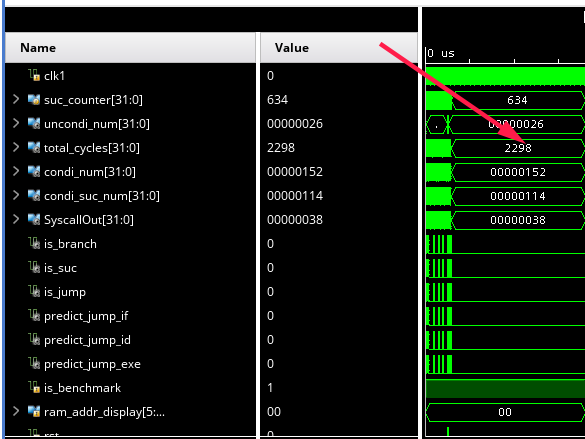 Name Value 0 us
clk1 0
suc_counter[31:0] 634 634
uncondi_num[31:0] 00000026 . 00000026
total_cycles[31:0] 2298 2298
condi_num[31:0] 00000152 00000152
condi_suc_num[31:0] 00000114 00000114
SyscallOut[31:0] 00000038 00000038
is_branch 0
is_suc 0
is_jump 0
predict_jump_if 0
predict_jump_id 0
predict_jump_exe 0
is_benchmark 1
ram_addr_display[5:... 00 00
rst 0